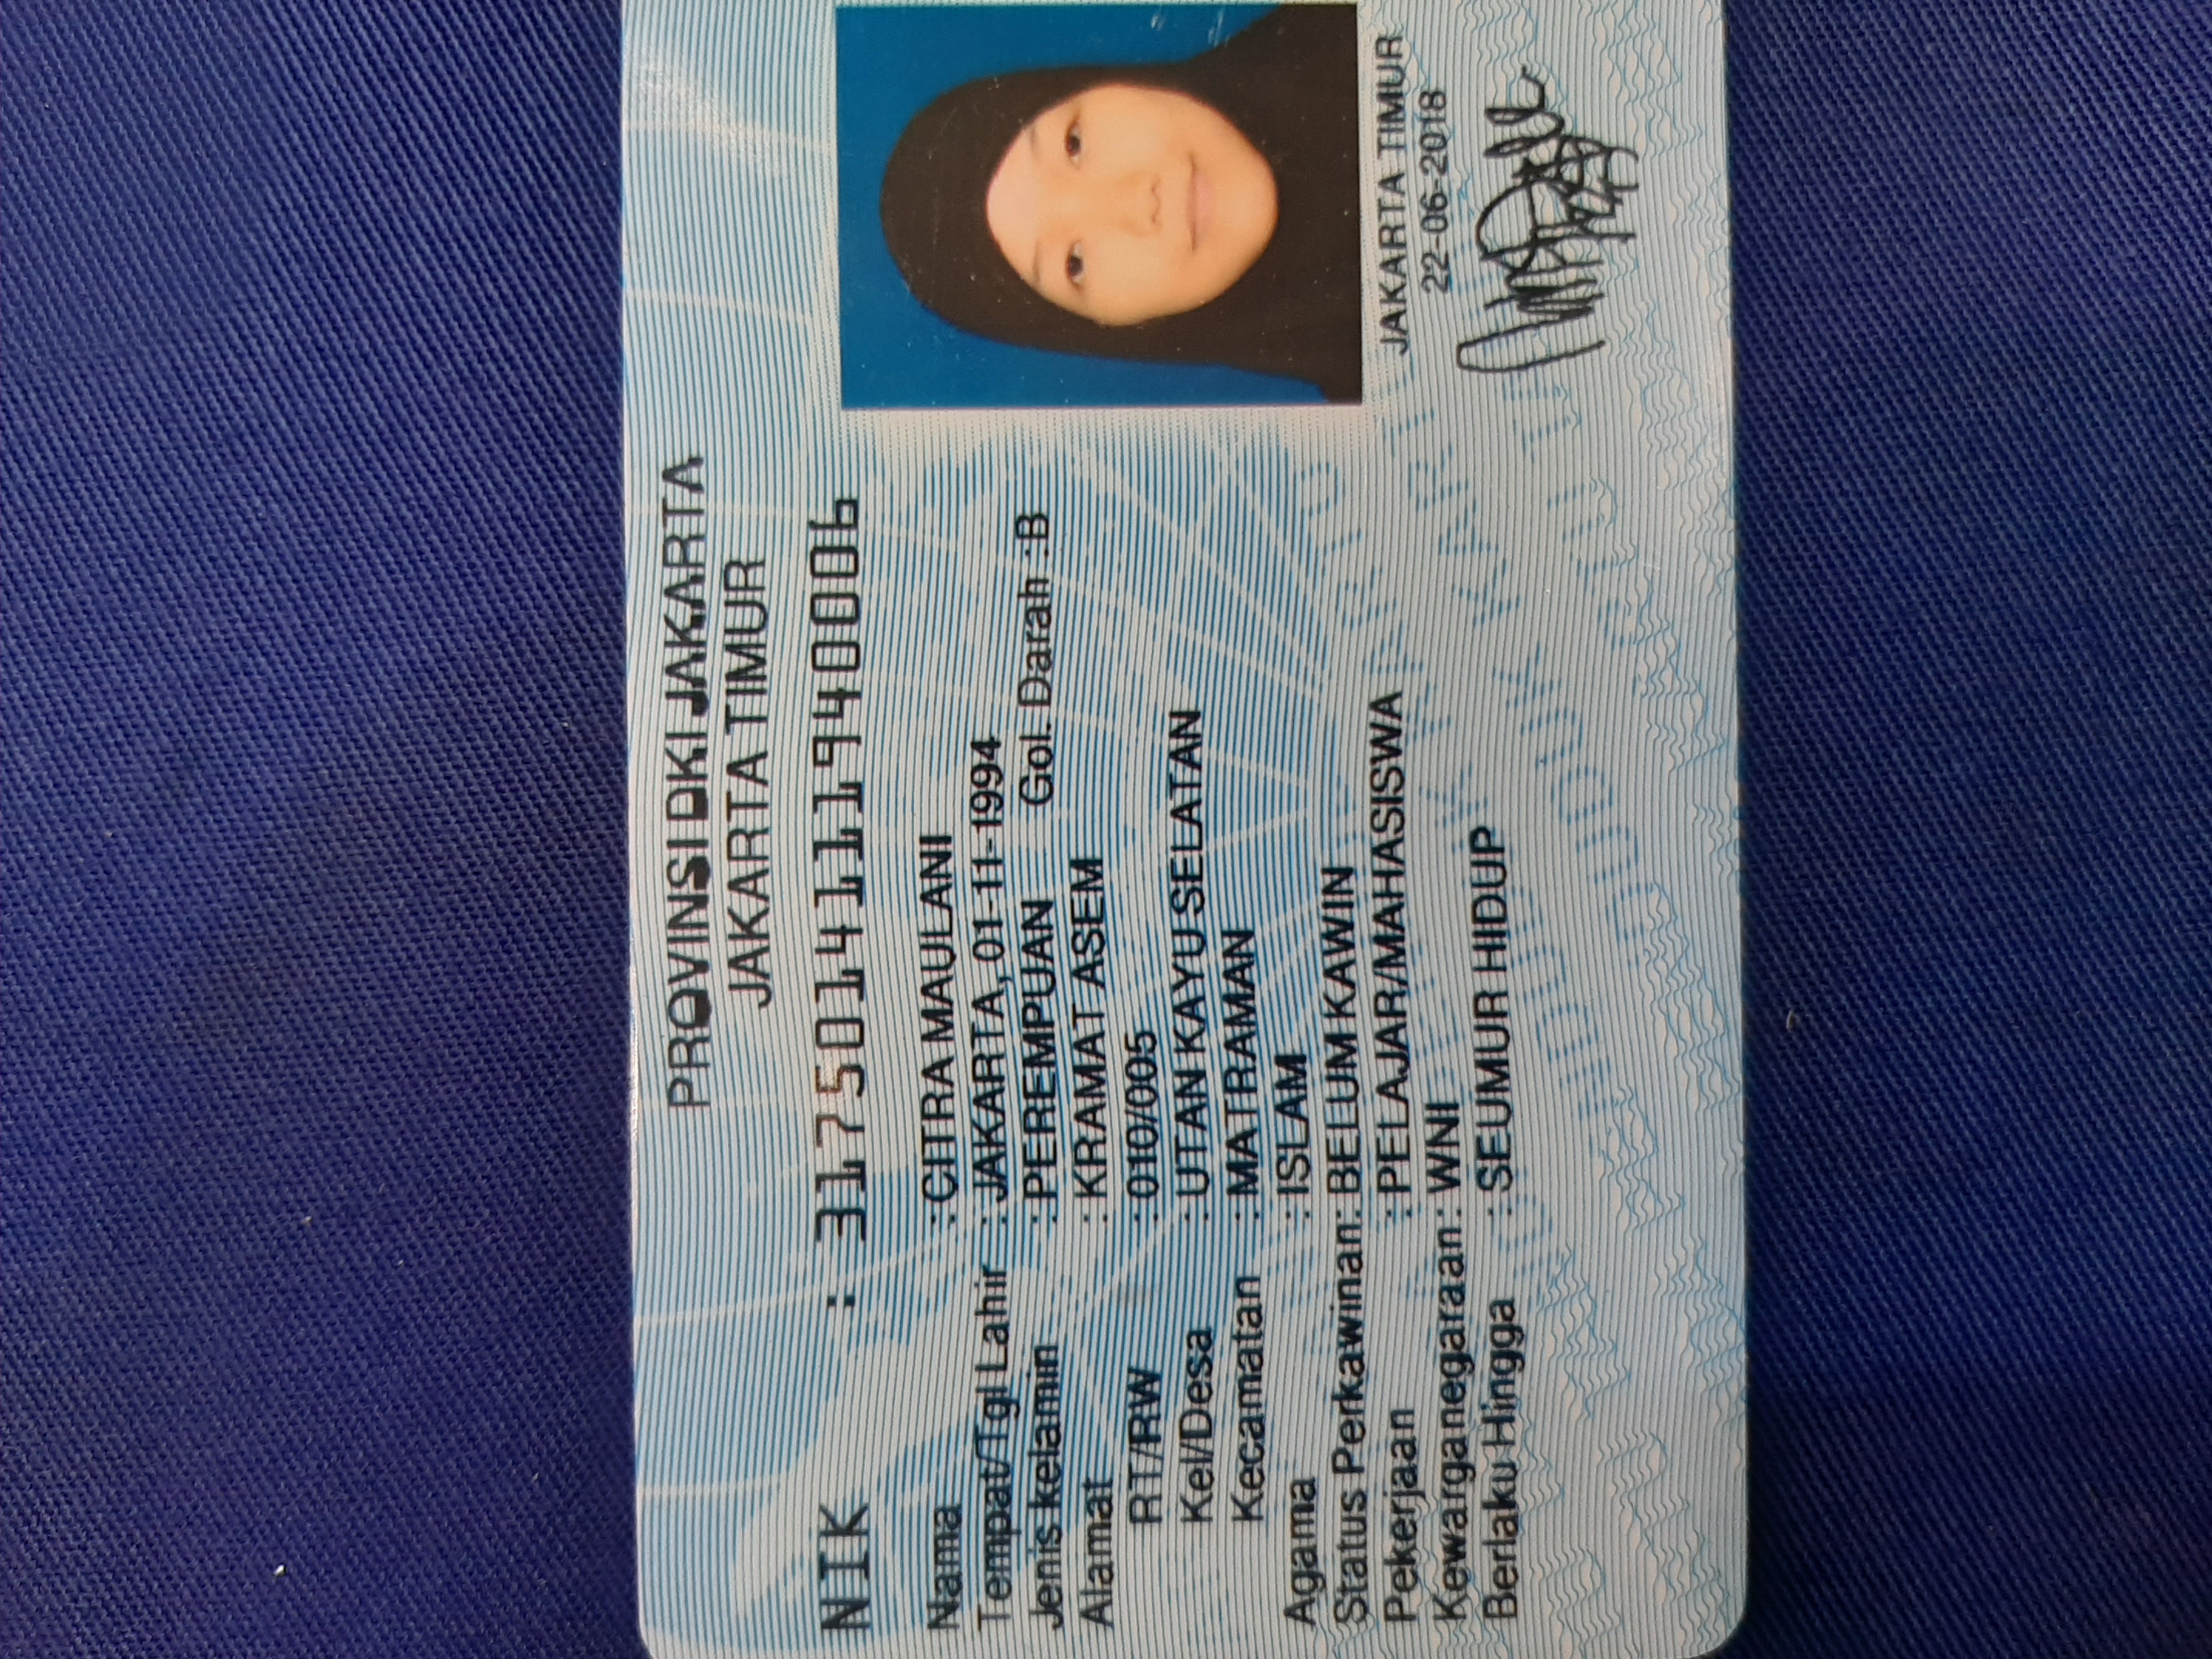 PROVINSI DKI JAKARTA
JAKARTA TIMUR
NIK : 3175014111940006
Nama : CITRA MAULANI
Tempat/Tgl Lahir : JAKARTA, 01-11-1994
Jenis kelamin : PEREMPUAN Gol. Darah :B
Alamat : KRAMAT ASEM
RT/RW : 010/005
Kel/Desa : UTAN KAYU SELATAN
Kecamatan : MATRAMAN
Agama : ISLAM
Status Perkawinan: BELUM KAWIN
Pekerjaan : PELAJAR/MAHASISWA
Kewarganegaraan: WNI
Berlaku Hingga : SEUMUR HIDUP
JAKARTA TIMUR
22-06-2018